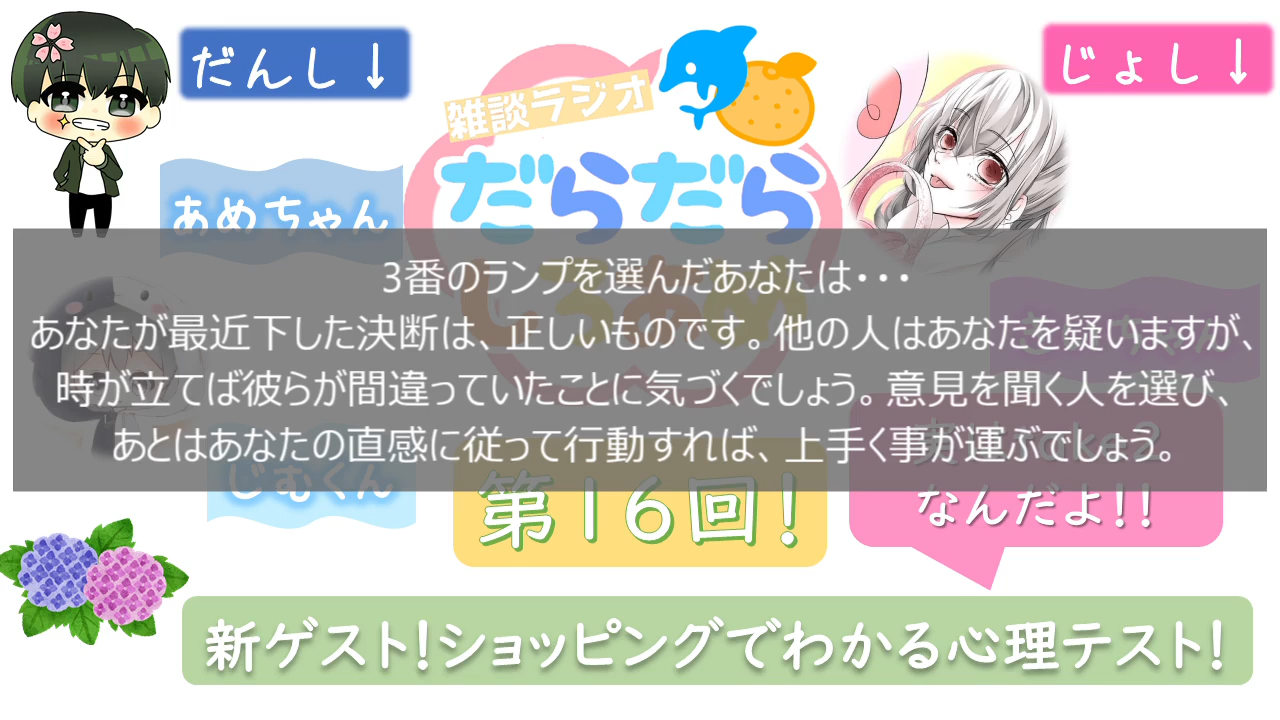 だんし↓
じょし↓
雑談ラジオ
だらだら
あめちゃん
3番のランプを選んだあなたは・・・
あなたが最近下した決断は、正しいものです。他の人はあなたを疑いますが、
時が立てば彼らが間違っていたことに気づくでしょう。意見を聞く人を選び、
あとはあなたの直感に従って行動すれば、上手く事が運ぶでしょう。
じむくん
第16回!
なんだよ!!
新ゲスト!ショッピングでわかる心理テスト!